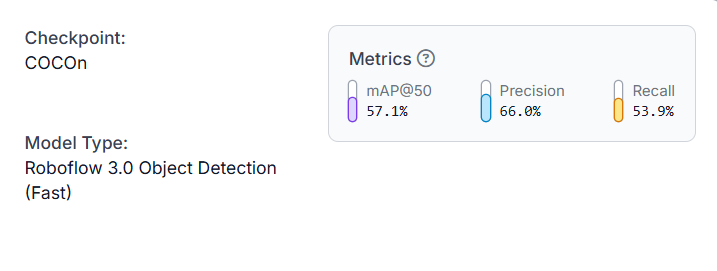 Checkpoint:
COCOn
Model Type:
Roboflow 3.0 Object Detection
(Fast)
Metrics ?
mAP@50
57.1%
Precision
66.0%
Recall
53.9%